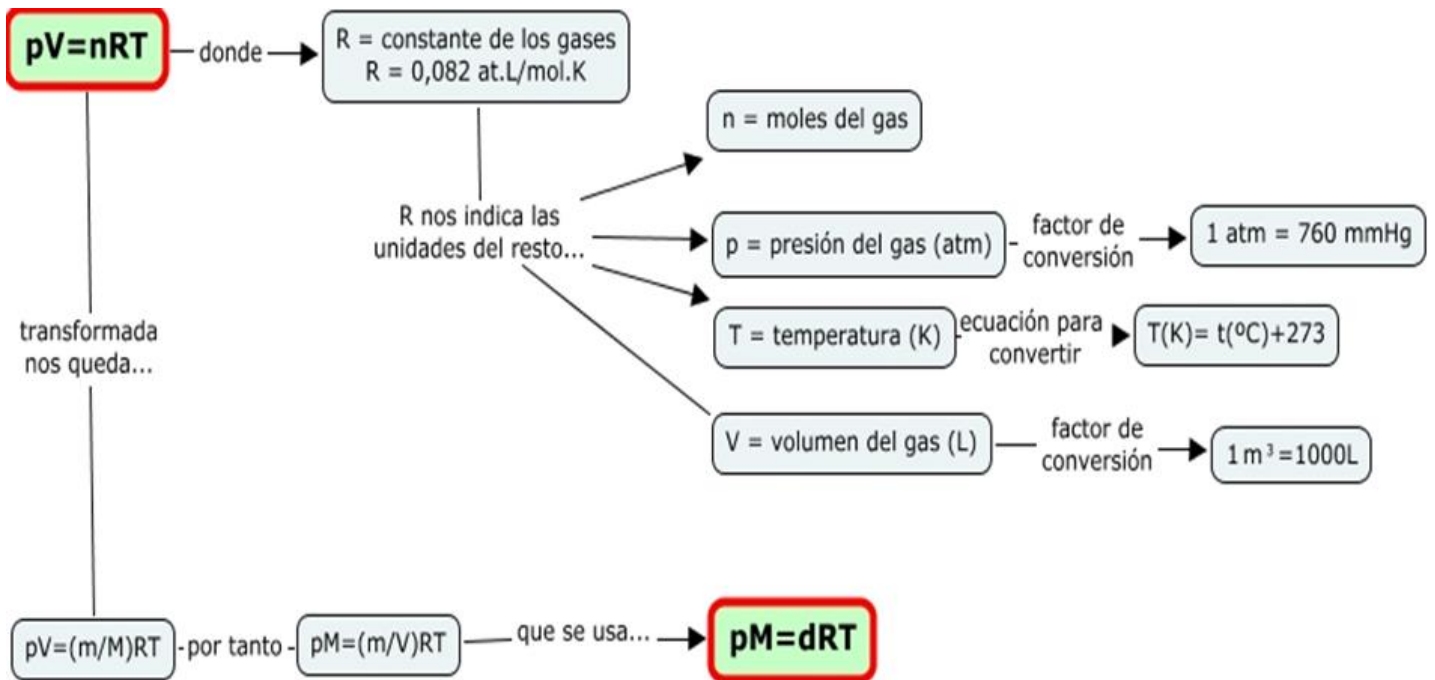 pV=nRT
donde
R = constante de los gases
R = 0,082 at.L/mol.K
n = moles del gas
R nos indica las
unidades del resto...
p = presión del gas (atm)
factor de
conversión
1 atm = 760 mmHg
transformada
nos queda...
T = temperatura (K)
ecuación para
convertir
T(K)= t(ºC)+273
V = volumen del gas (L)
factor de
conversión
1 m³ =1000L
pV=(m/M)RT
por tanto
pM=(m/V)RT
que se usa...
pM=dRT